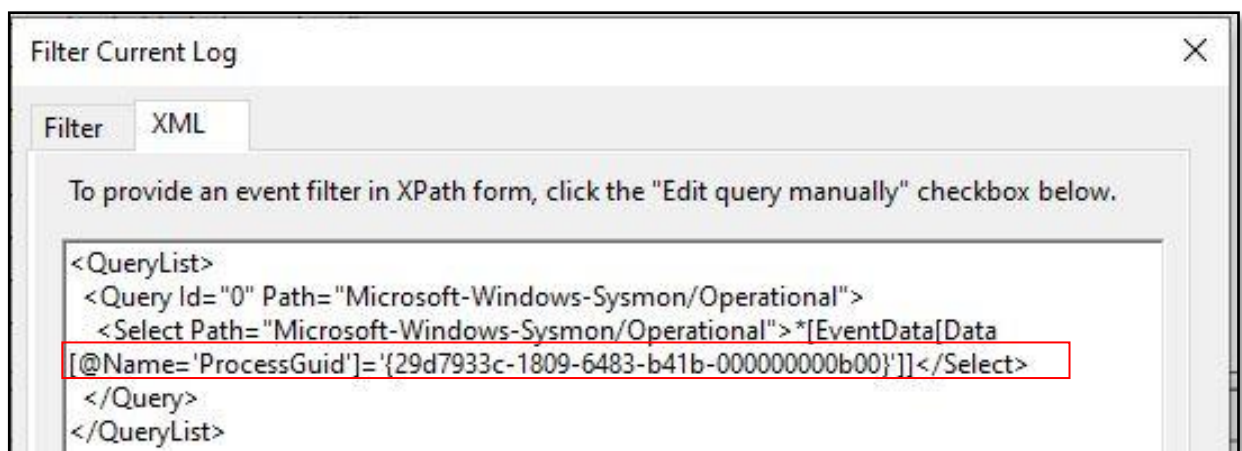 Filter Current Log
Filter XML
To provide an event filter in XPath form, click the "Edit query manually" checkbox below.
<QueryList>
<Query Id="0" Path="Microsoft-Windows-Sysmon/Operational">
<Select Path="Microsoft-Windows-Sysmon/Operational">*[EventData[Data
[@Name='ProcessGuid']='{29d7933c-1809-6483-b41b-000000000b00}']]</Select>
</Query>
</QueryList>